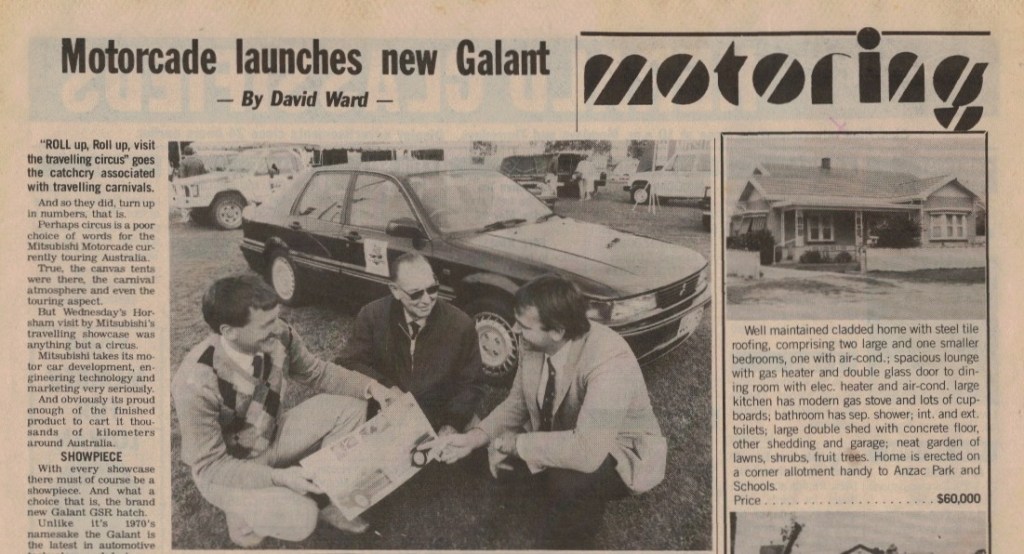 Motorcade launches new Galant
— By David Ward —
motoring
"ROLL up, Roll up, visit
the travelling circus" goes
the catchcry associated
with travelling carnivals.
And so they did, turn up
in numbers, that is.
Perhaps circus is a poor
choice of words for the
Mitsubishi Motorcade cur-
rently touring Australia.
True, the canvas tents
were there, the carnival
atmosphere and even the
touring aspect.
But Wednesday's Hor-
sham visit by Mitsubishi's
travelling showcase was
anything but a circus.
Mitsubishi takes its mo-
tor car development, en-
gineering technology and
marketing very seriously.
And obviously its proud
enough of the finished
product to cart it thou-
sands of kilometers
around Australia.
SHOWPIECE
With every showcase
there must of course be a
showpiece. And what a
choice that is, the brand
new Galant GSR hatch.
Unlike it's 1970's
namesake the Galant is
the latest in automotive
Well maintained cladded home with steel tile
roofing, comprising two large and one smaller
bedrooms, one with air-cond.; spacious lounge
with gas heater and double glass door to din-
ing room with elec. heater and air-cond. large
kitchen has modern gas stove and lots of cup-
boards; bathroom has sep. shower; int. and ext.
toilets; large double shed with concrete floor,
other shedding and garage; neat garden of
lawns, shrubs, fruit trees. Home is erected on
a corner allotment handy to Anzac Park and
Schools.
Price ............................ $60,000